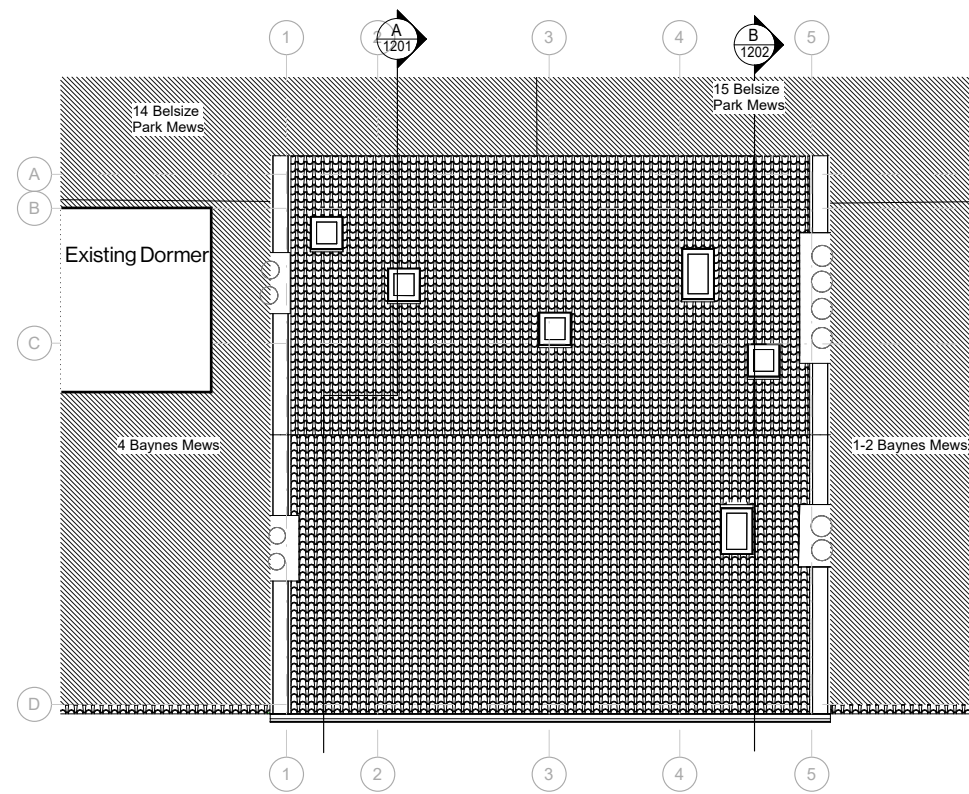 1
2
3
4
5
A
1201
B
1202
14 Belsize
Park Mews
15 Belsize
Park Mews
A
B
Existing Dormer
C
4 Baynes Mews
1-2 Baynes Mews
D
1
2
3
4
5